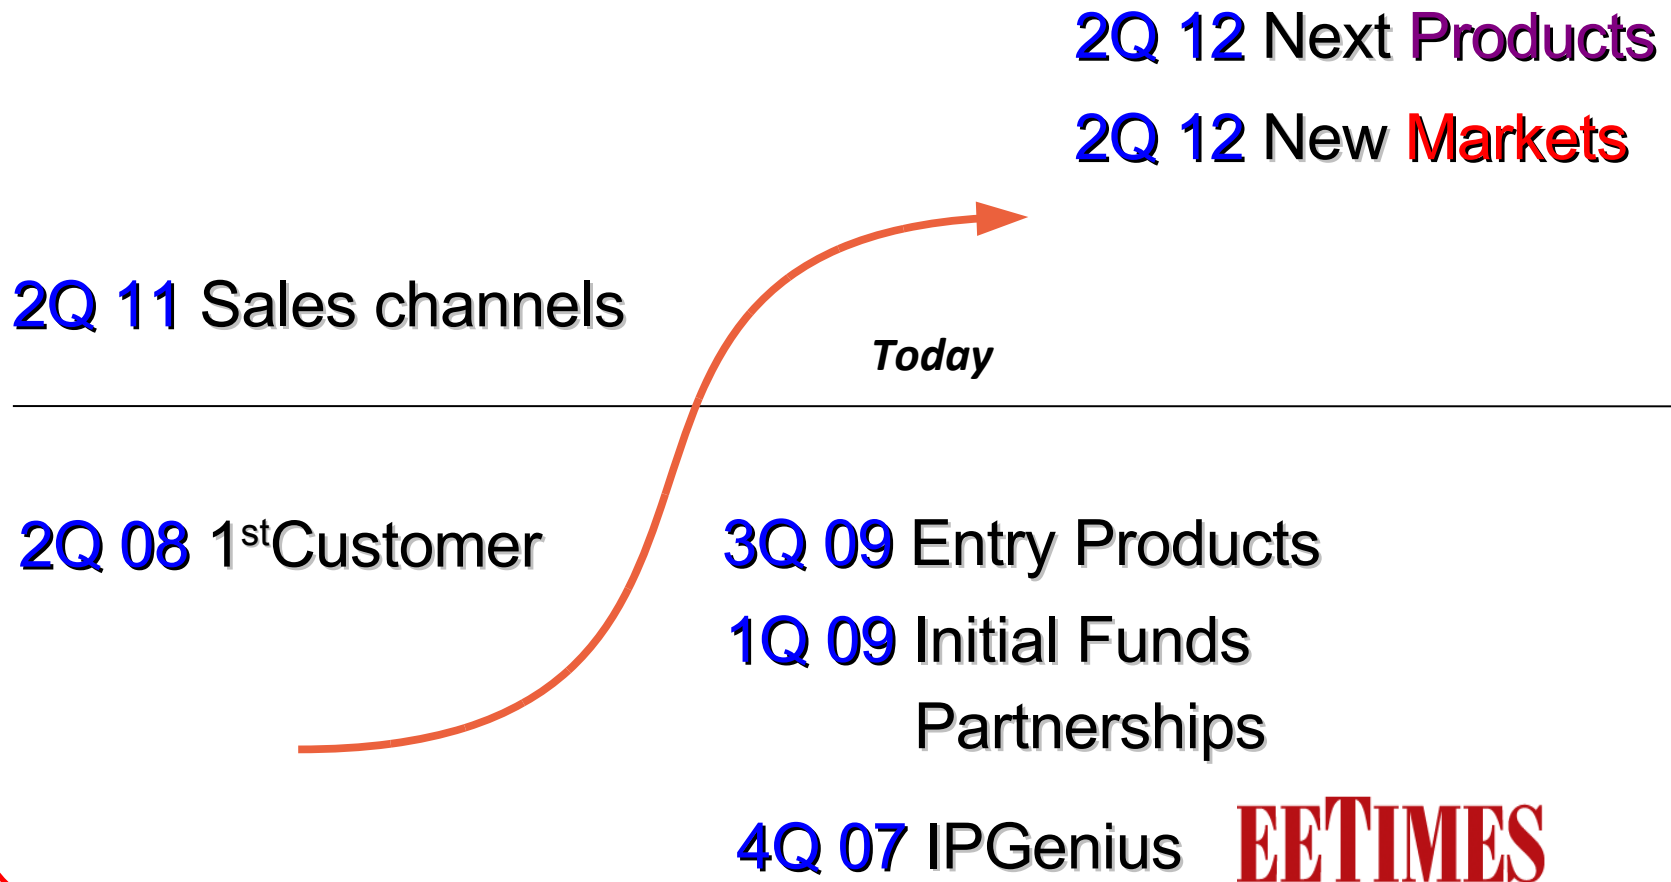 2Q 12 Next Products
2Q 12 New Markets
2Q 11 Sales channels
Today
2Q 08 1stCustomer
3Q 09 Entry Products
1Q 09 Initial Funds
Partnerships
4Q 07 IPGenius
EETIMES